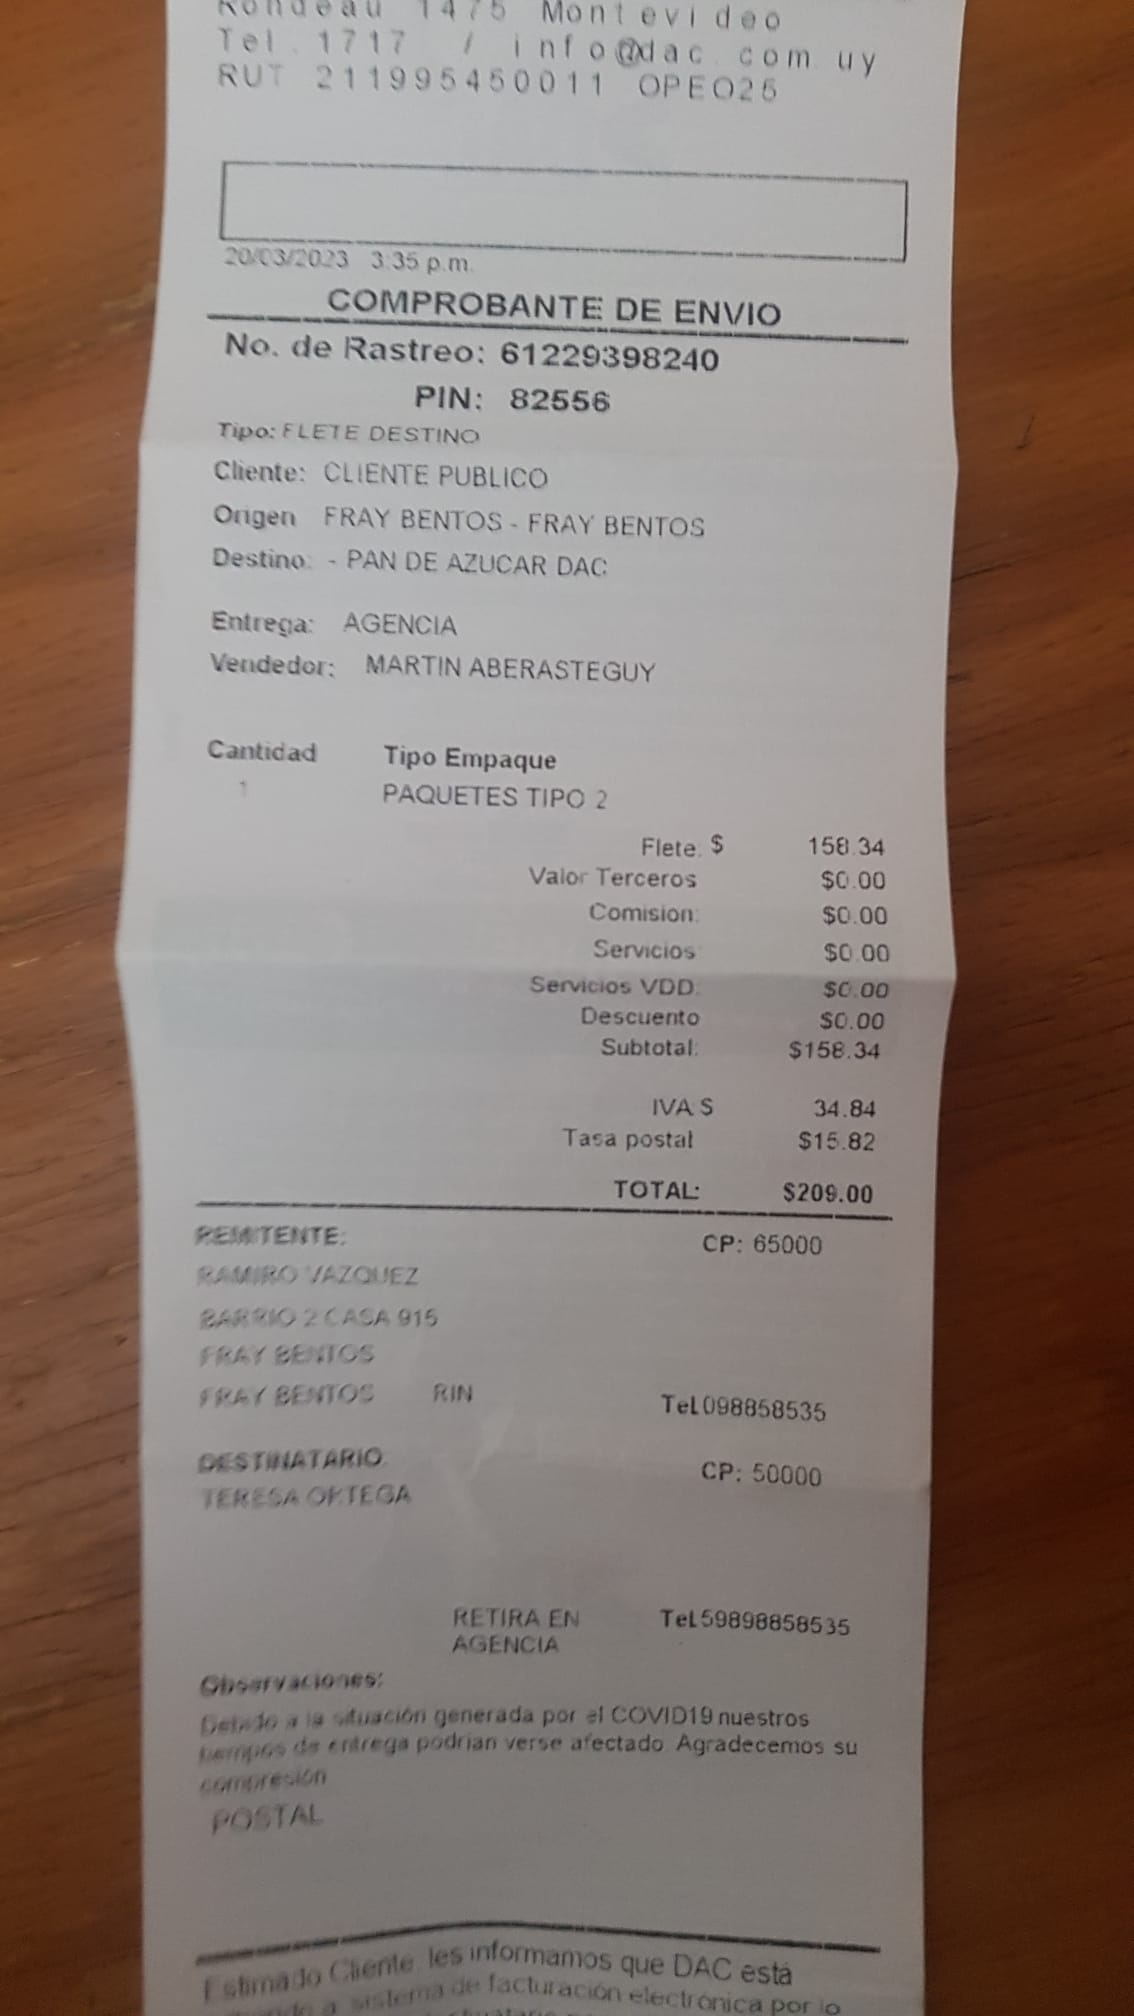 Rondeau 1475 Montevideo
Tel. 1717 / info@dac.com.uy
RUT 211995450011 OPE025
20/03/2023 3:35 p.m.
COMPROBANTE DE ENVIO
No. de Rastreo: 61229398240
PIN: 82556
Tipo: FLETE DESTINO
Cliente: CLIENTE PUBLICO
Origen FRAY BENTOS - FRAY BENTOS
Destino: - PAN DE AZUCAR DAC
Entrega: AGENCIA
Vendedor: MARTIN ABERASTEGUY
Cantidad Tipo Empaque
1 PAQUETES TIPO 2
Flete: $ 158.34
Valor Terceros $0.00
Comision: $0.00
Servicios $0.00
Servicios VDD: $0.00
Descuento $0.00
Subtotal: $158.34
IVA $ 34.84
Tasa postal $15.82
TOTAL: $209.00
REMITENTE: CP: 65000
RAMIRO VAZQUEZ
BARRIO 2 CASA 915
FRAY BENTOS
FRAY BENTOS RIN Tel.098858535
DESTINATARIO: CP: 50000
TERESA ORTEGA
RETIRA EN Tel.59898858535
AGENCIA
Observaciones:
Debido a la situación generada por el COVID19 nuestros
tiempos de entrega podrian verse afectado. Agradecemos su
compresión
POSTAL
Estimado Cliente, les informamos que DAC está
a sistema de facturación electrónica por lo